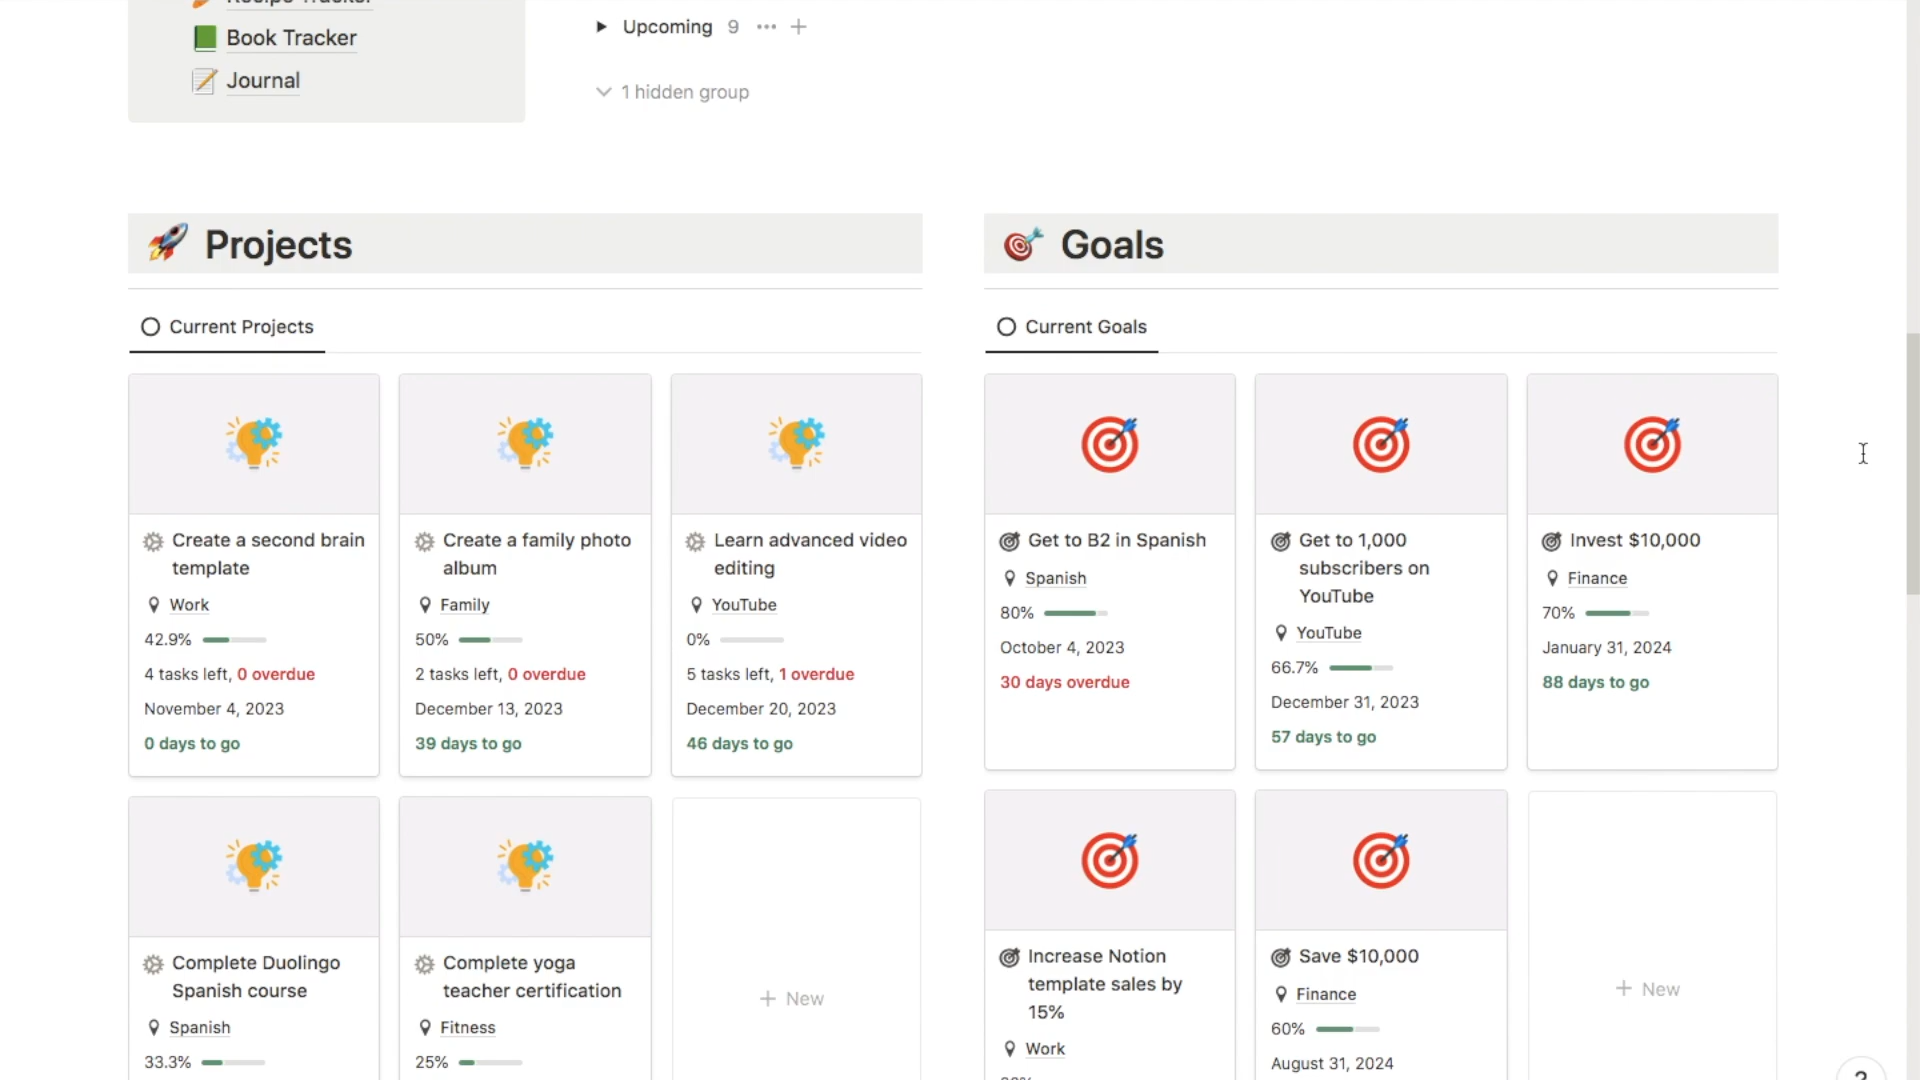 Recipe Tracker
Book Tracker
Journal
Upcoming 9
1 hidden group
Projects
Current Projects
Create a second brain
template
Work
42.9%
4 tasks left, 0 overdue
November 4, 2023
0 days to go
Create a family photo
album
Family
50%
2 tasks left, 0 overdue
December 13, 2023
39 days to go
Learn advanced video
editing
YouTube
0%
5 tasks left, 1 overdue
December 20, 2023
46 days to go
Complete Duolingo
Spanish course
Spanish
33.3%
Complete yoga
teacher certification
Fitness
25%
New
Goals
Current Goals
Get to B2 in Spanish
Spanish
80%
October 4, 2023
30 days overdue
Get to 1,000
subscribers on
YouTube
YouTube
66.7%
December 31, 2023
57 days to go
Invest $10,000
Finance
70%
January 31, 2024
88 days to go
Increase Notion
template sales by
15%
Work
Save $10,000
Finance
60%
August 31, 2024
New
?